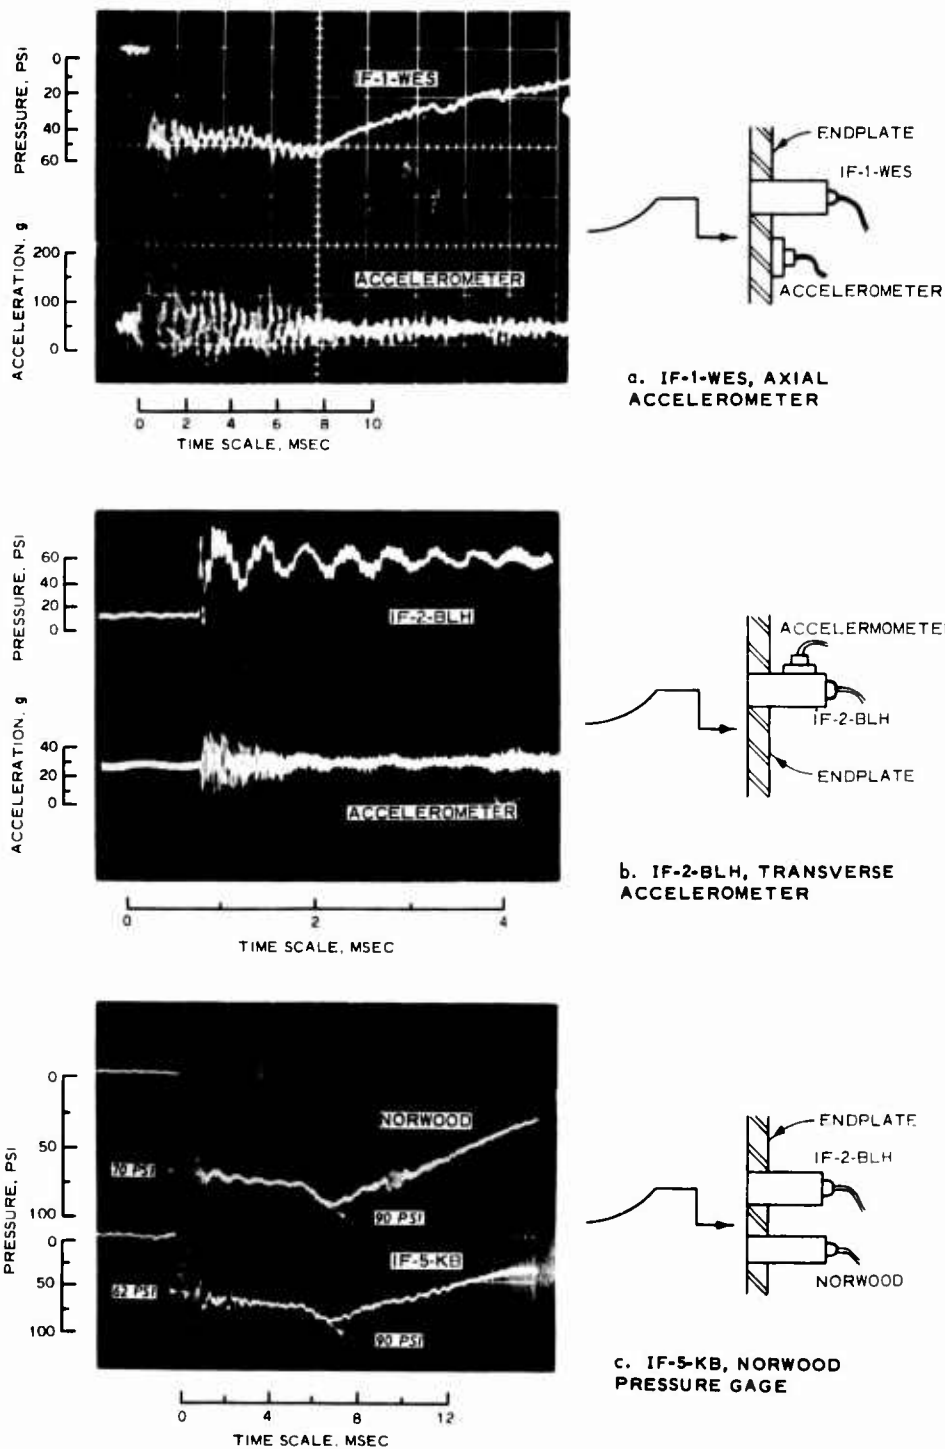 PRESSURE, PSI
0
20
40
60
IF-1-WES
ACCELERATION, g
200
100
0
ACCELEROMETER
0 2 4 6 8 10
TIME SCALE, MSEC
ENDPLATE
IF-1-WES
ACCELEROMETER
a. IF-1-WES, AXIAL
ACCELEROMETER
PRESSURE, PSI
60
40
20
0
IF-2-BLH
ACCELERATION, g
40
20
0
ACCELEROMETER
0 2 4
TIME SCALE, MSEC
ACCELERMOMETE
IF-2-BLH
ENDPLATE
b. IF-2-BLH, TRANSVERSE
ACCELEROMETER
PRESSURE, PSI
0
50
100
NORWOOD
70 PSI
90 PSI
0
50
100
IF-5-KB
62 PSI
90 PSI
0 4 8 12
TIME SCALE, MSEC
ENDPLATE
IF-2-BLH
NORWOOD
c. IF-5-KB, NORWOOD
PRESSURE GAGE